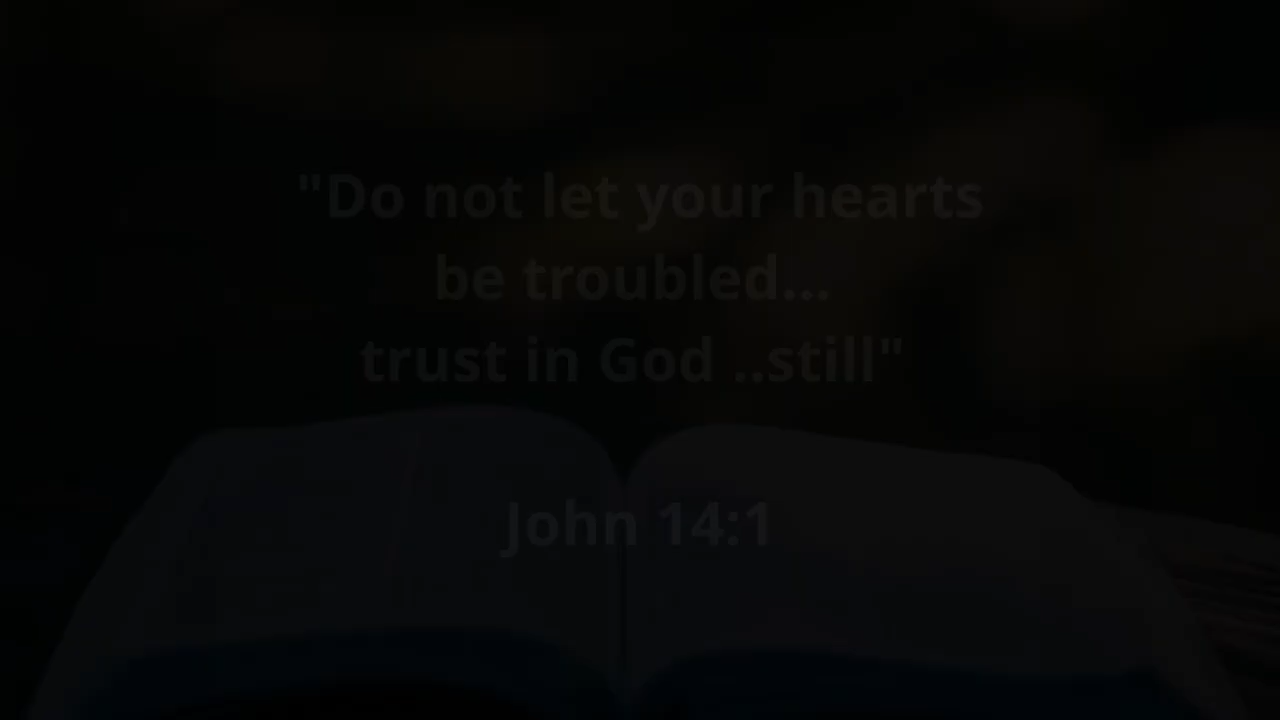 "Do not let your hearts
be troubled...
trust in God ..still"
John 14:1